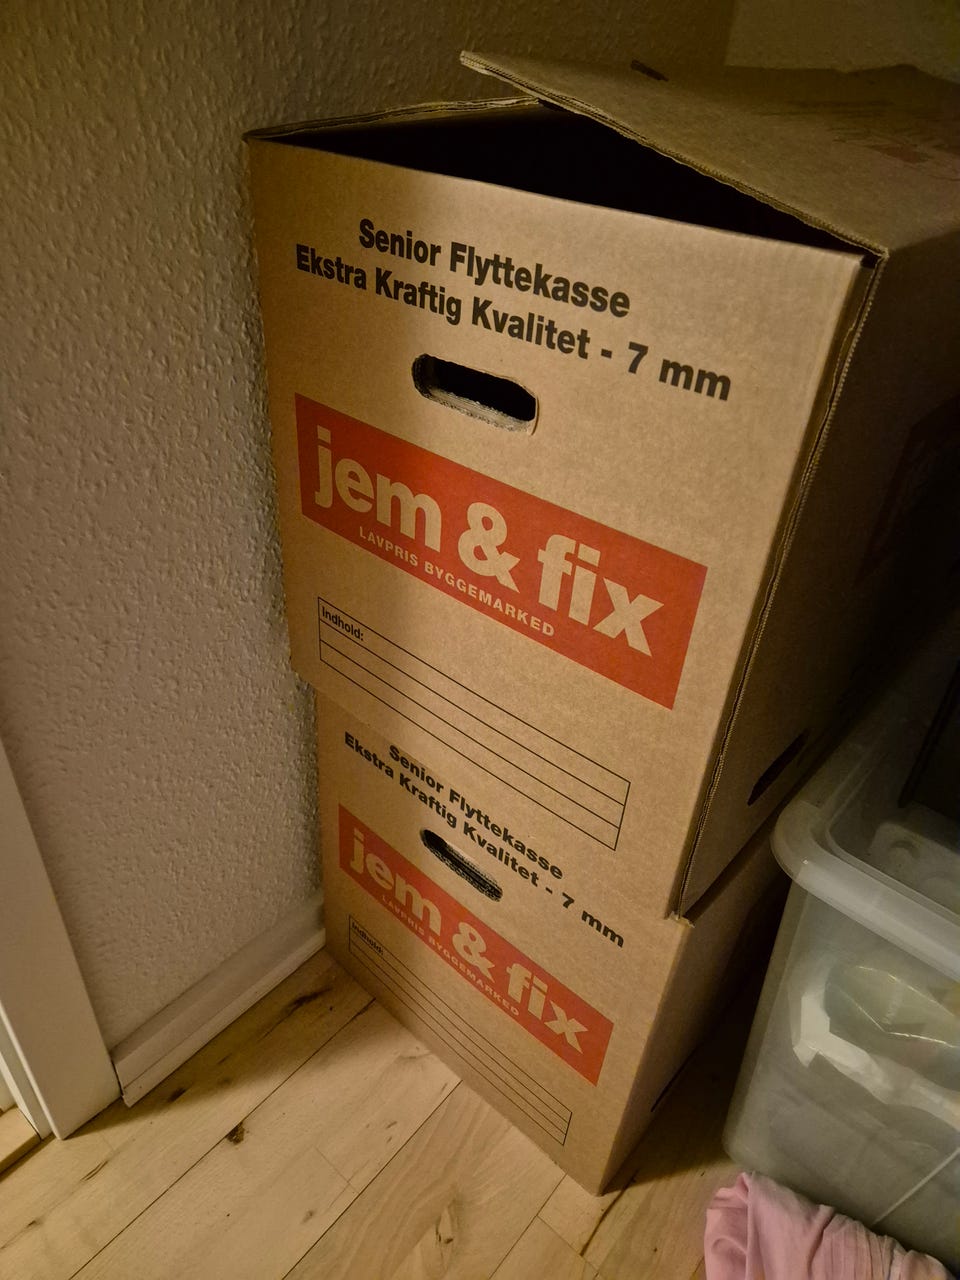 Senior Flyttekasse
Ekstra Kraftig Kvalitet - 7 mm
jem & fix
LAVPRIS BYGGEMARKED
Indhold:
Senior Flyttekasse
Ekstra Kraftig Kvalitet - 7 mm
jem & fix
LAVPRIS BYGGEMARKED
Indhold: